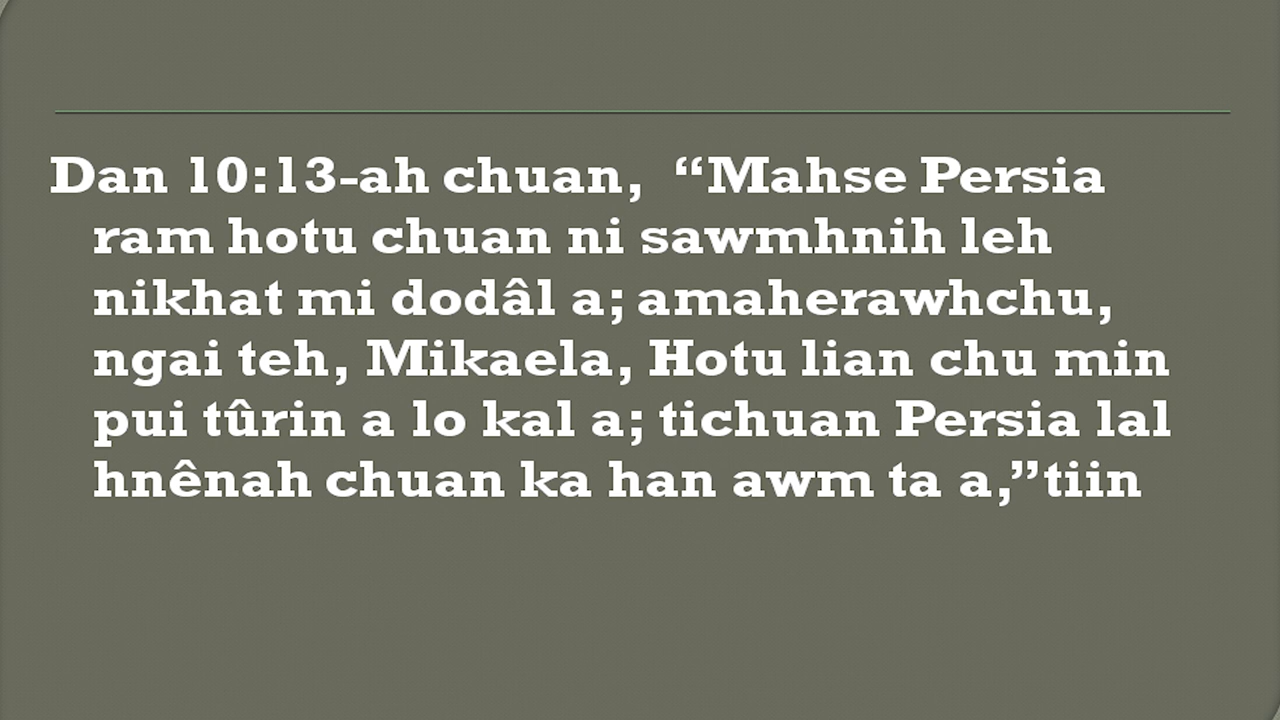 Dan 10:13-ah chuan, “Mahse Persia
ram hotu chuan ni sawmhnih leh
nikhat mi dodâl a; amaherawhchu,
ngai teh, Mikaela, Hotu lian chu min
pui tûrin a lo kal a; tichuan Persia lal
hnênah chuan ka han awm ta a,”tiin